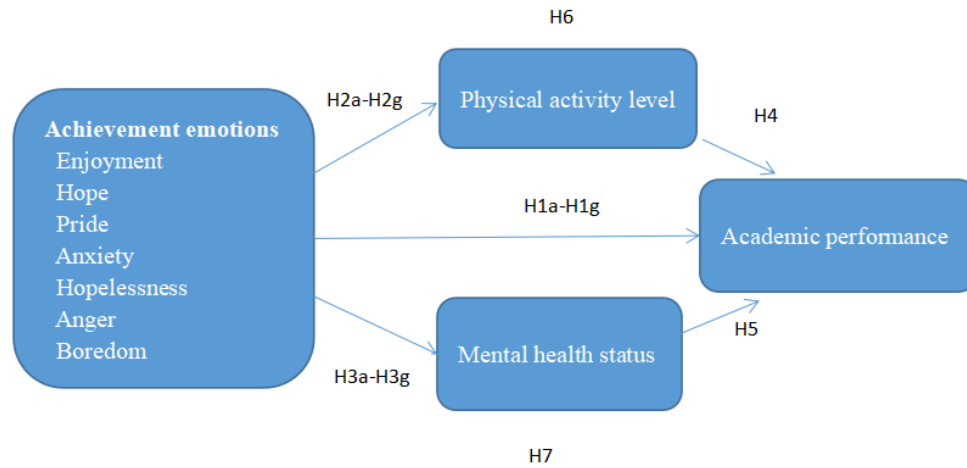 H6
H2a-H2g
Physical activity level
H4
Achievement emotions
Enjoyment
Hope
Pride
Anxiety
Hopelessness
Anger
Boredom
H1a-H1g
Academic performance
Mental health status
H5
H3a-H3g
H7